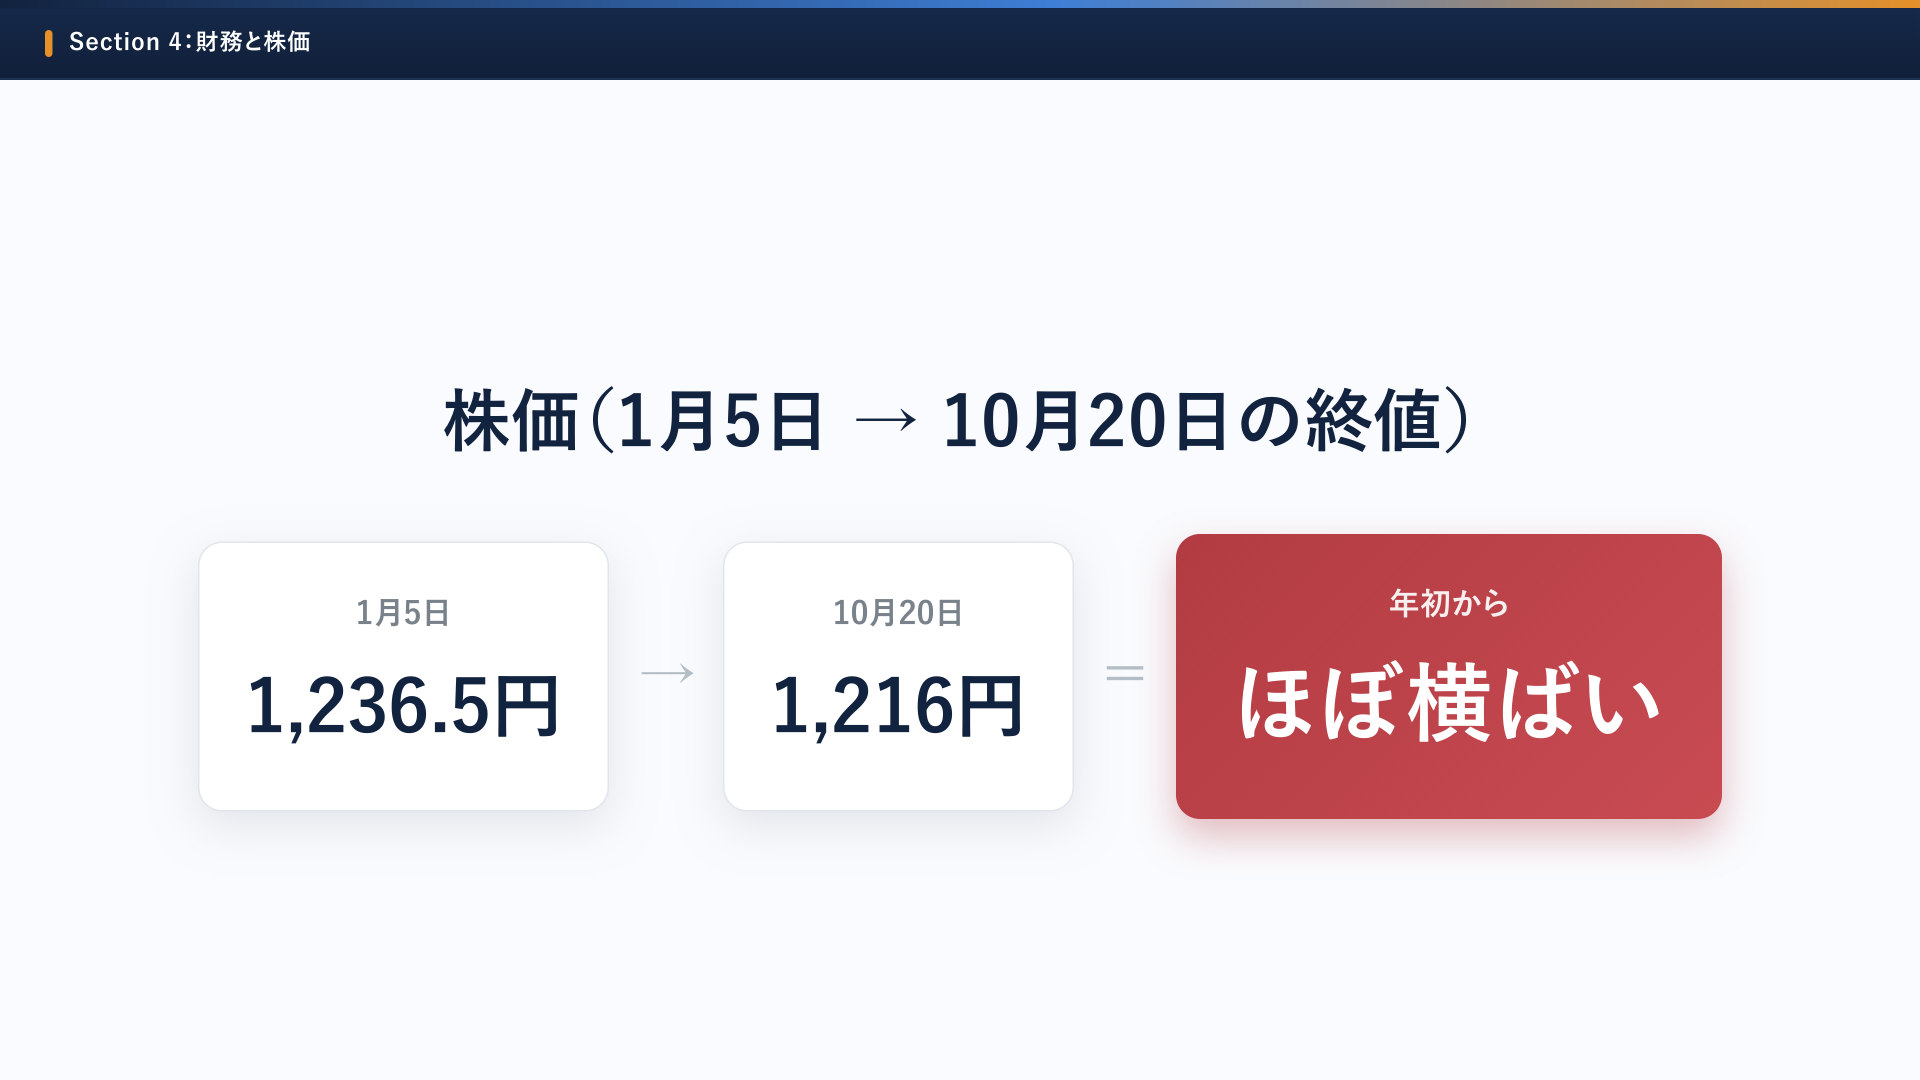 Section 4：財務と株価
株価（1月5日 → 10月20日の終値）
1月5日
1,236.5円
→
10月20日
1,216円
＝
年初から
ほぼ横ばい